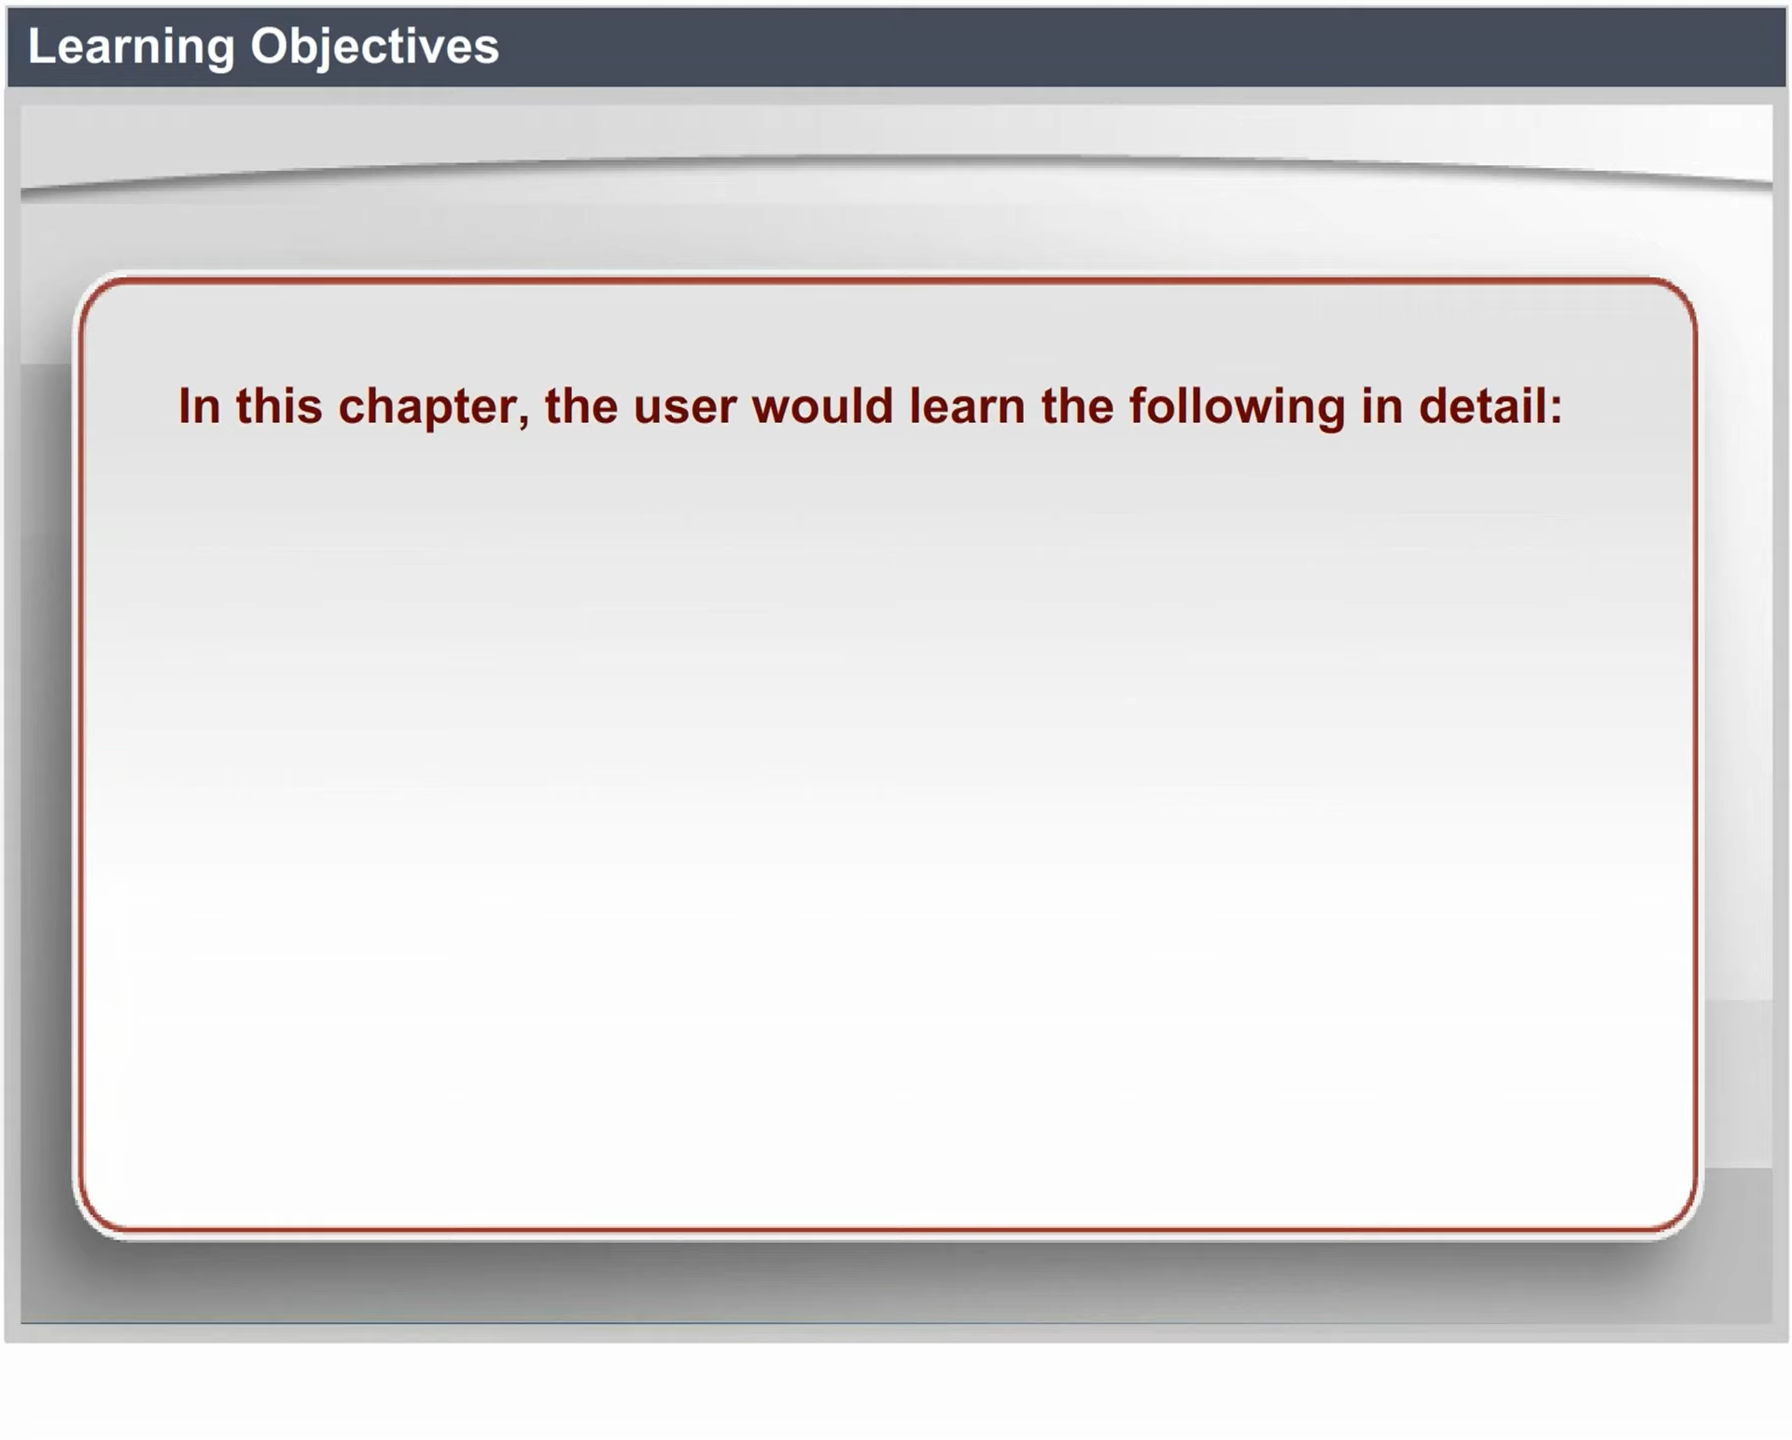 Learning Objectives
In this chapter, the user would learn the following in detail: